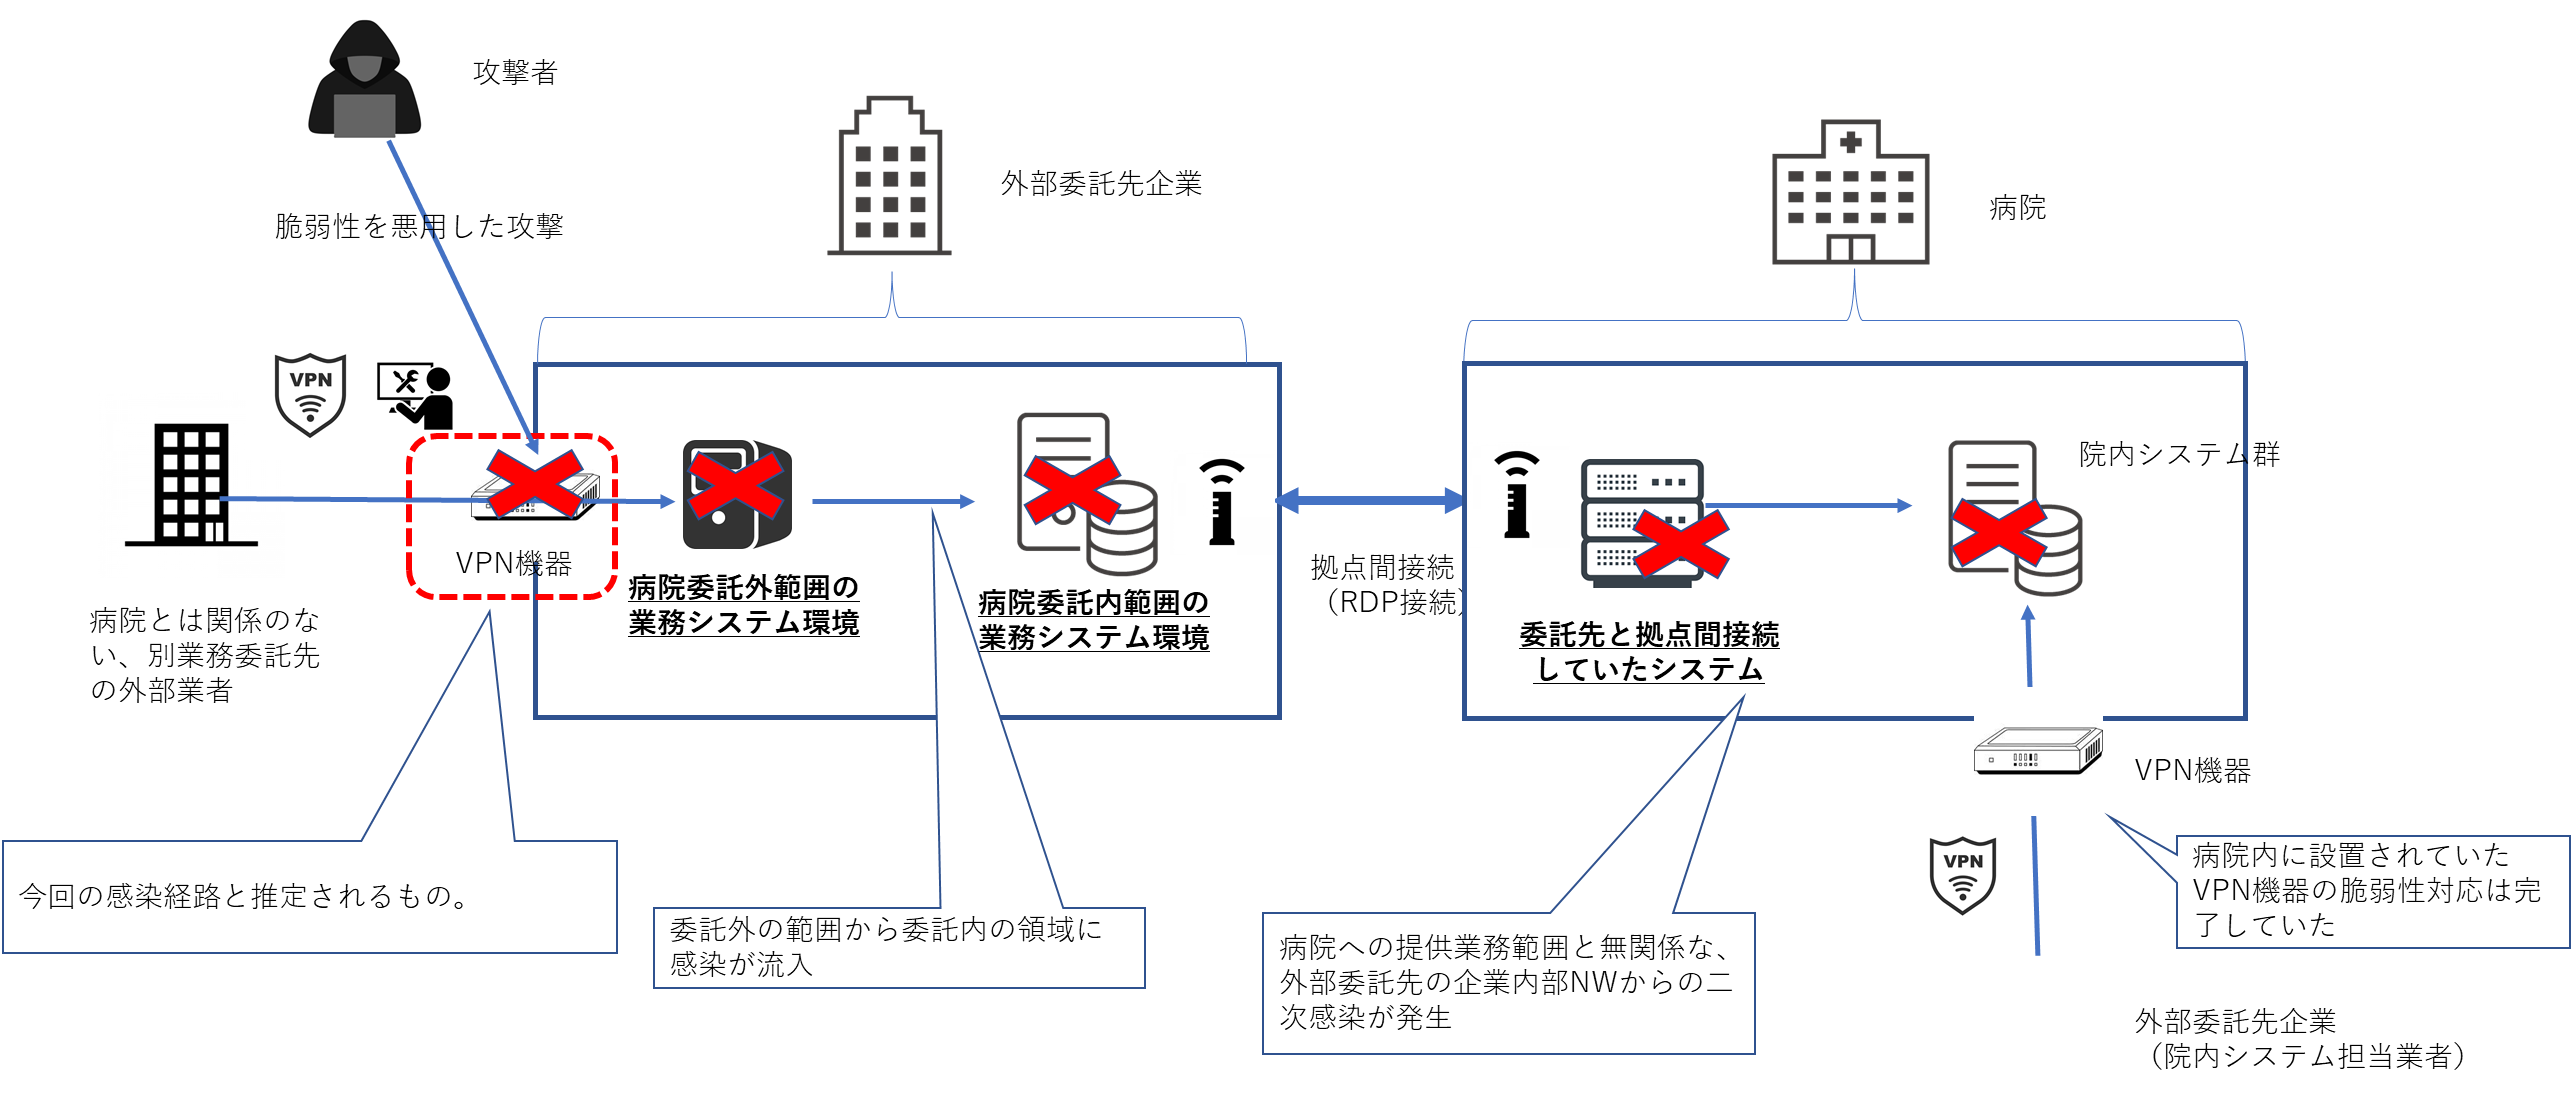 攻撃者
脆弱性を悪用した攻撃
外部委託先企業
病院
VPN
VPN機器
病院とは関係のな
い、別業務委託先
の外部業者
病院委託外範囲の
業務システム環境
病院委託内範囲の
業務システム環境
拠点間接続
（RDP接続）
委託先と拠点間接続
していたシステム
院内システム群
VPN機器
VPN
今回の感染経路と推定されるもの。
委託外の範囲から委託内の領域に
感染が流入
病院への提供業務範囲と無関係な、
外部委託先の企業内部NWからの二
次感染が発生
病院内に設置されていた
VPN機器の脆弱性対応は完
了していた
外部委託先企業
（院内システム担当業者）